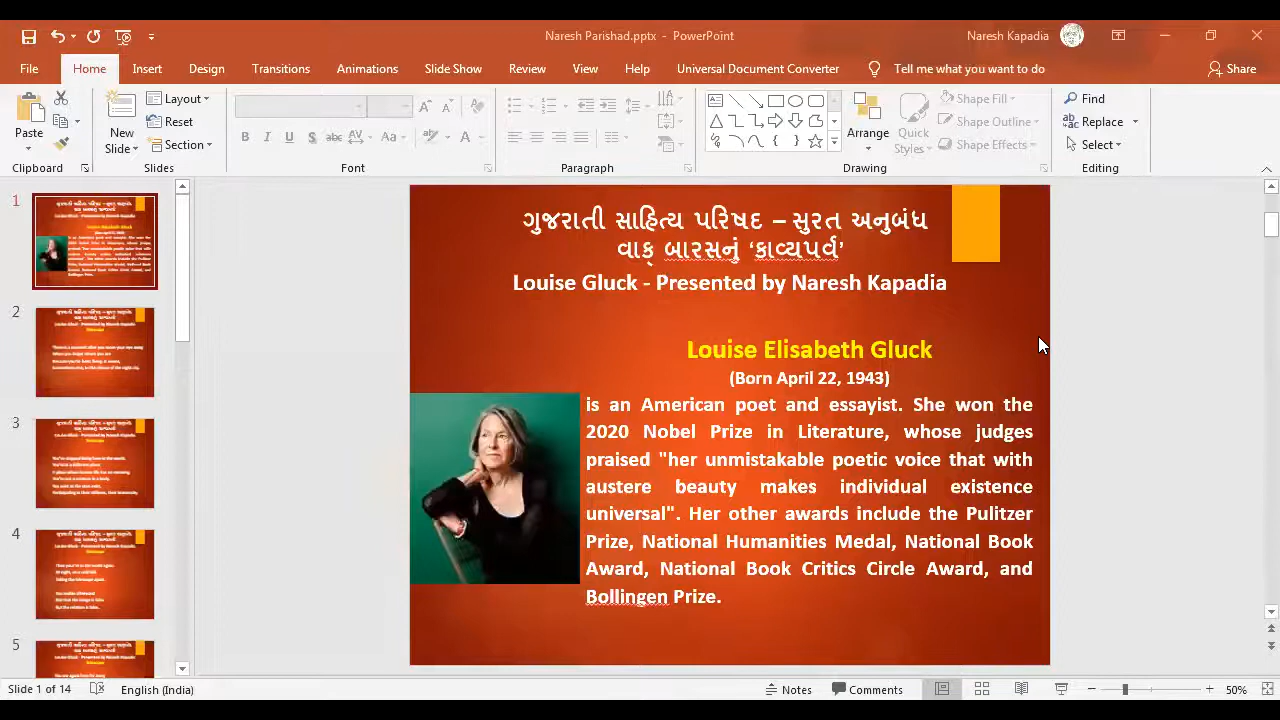 Naresh Parishad.pptx - PowerPoint
Naresh Kapadia
File Home Insert Design Transitions Animations Slide Show Review View Help Universal Document Converter Tell me what you want to do Share
Paste
New Slide
Layout
Reset
Section
Arrange
Quick Styles
Shape Fill
Shape Outline
Shape Effects
Find
Replace
Select
Clipboard Slides Font Paragraph Drawing Editing
1
2
3
4
5
ગુજરાતી સાહિત્ય પરિષદ – સુરત અનુબંધ
વાક્ બારસનું ‘કાવ્યપર્વ’
Louise Gluck - Presented by Naresh Kapadia
Louise Elisabeth Gluck
(Born April 22, 1943)
is an American poet and essayist. She won the
2020 Nobel Prize in Literature, whose judges
praised "her unmistakable poetic voice that with
austere beauty makes individual existence
universal". Her other awards include the Pulitzer
Prize, National Humanities Medal, National Book
Award, National Book Critics Circle Award, and
Bollingen Prize.
Slide 1 of 14 English (India) Notes Comments 50%